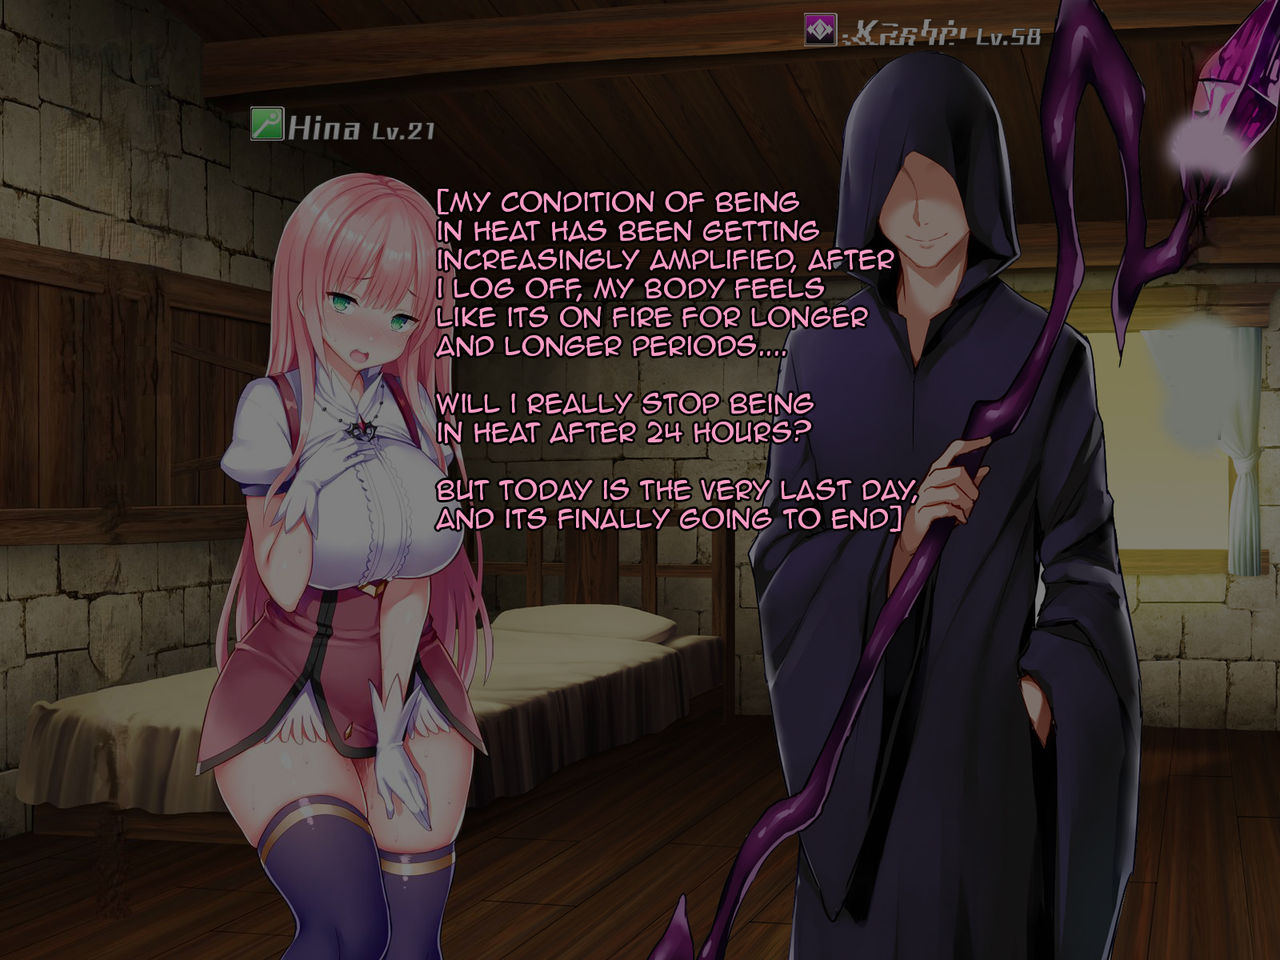 Lv.58
Hina Lv.21
[MY CONDITION OF BEING
IN HEAT HAS BEEN GETTING
INCREASINGLY AMPLIFIED, AFTER
I LOG OFF, MY BODY FEELS
LIKE ITS ON FIRE FOR LONGER
AND LONGER PERIODS....
WILL I REALLY STOP BEING
IN HEAT AFTER 24 HOURS?
BUT TODAY IS THE VERY LAST DAY,
AND ITS FINALLY GOING TO END]